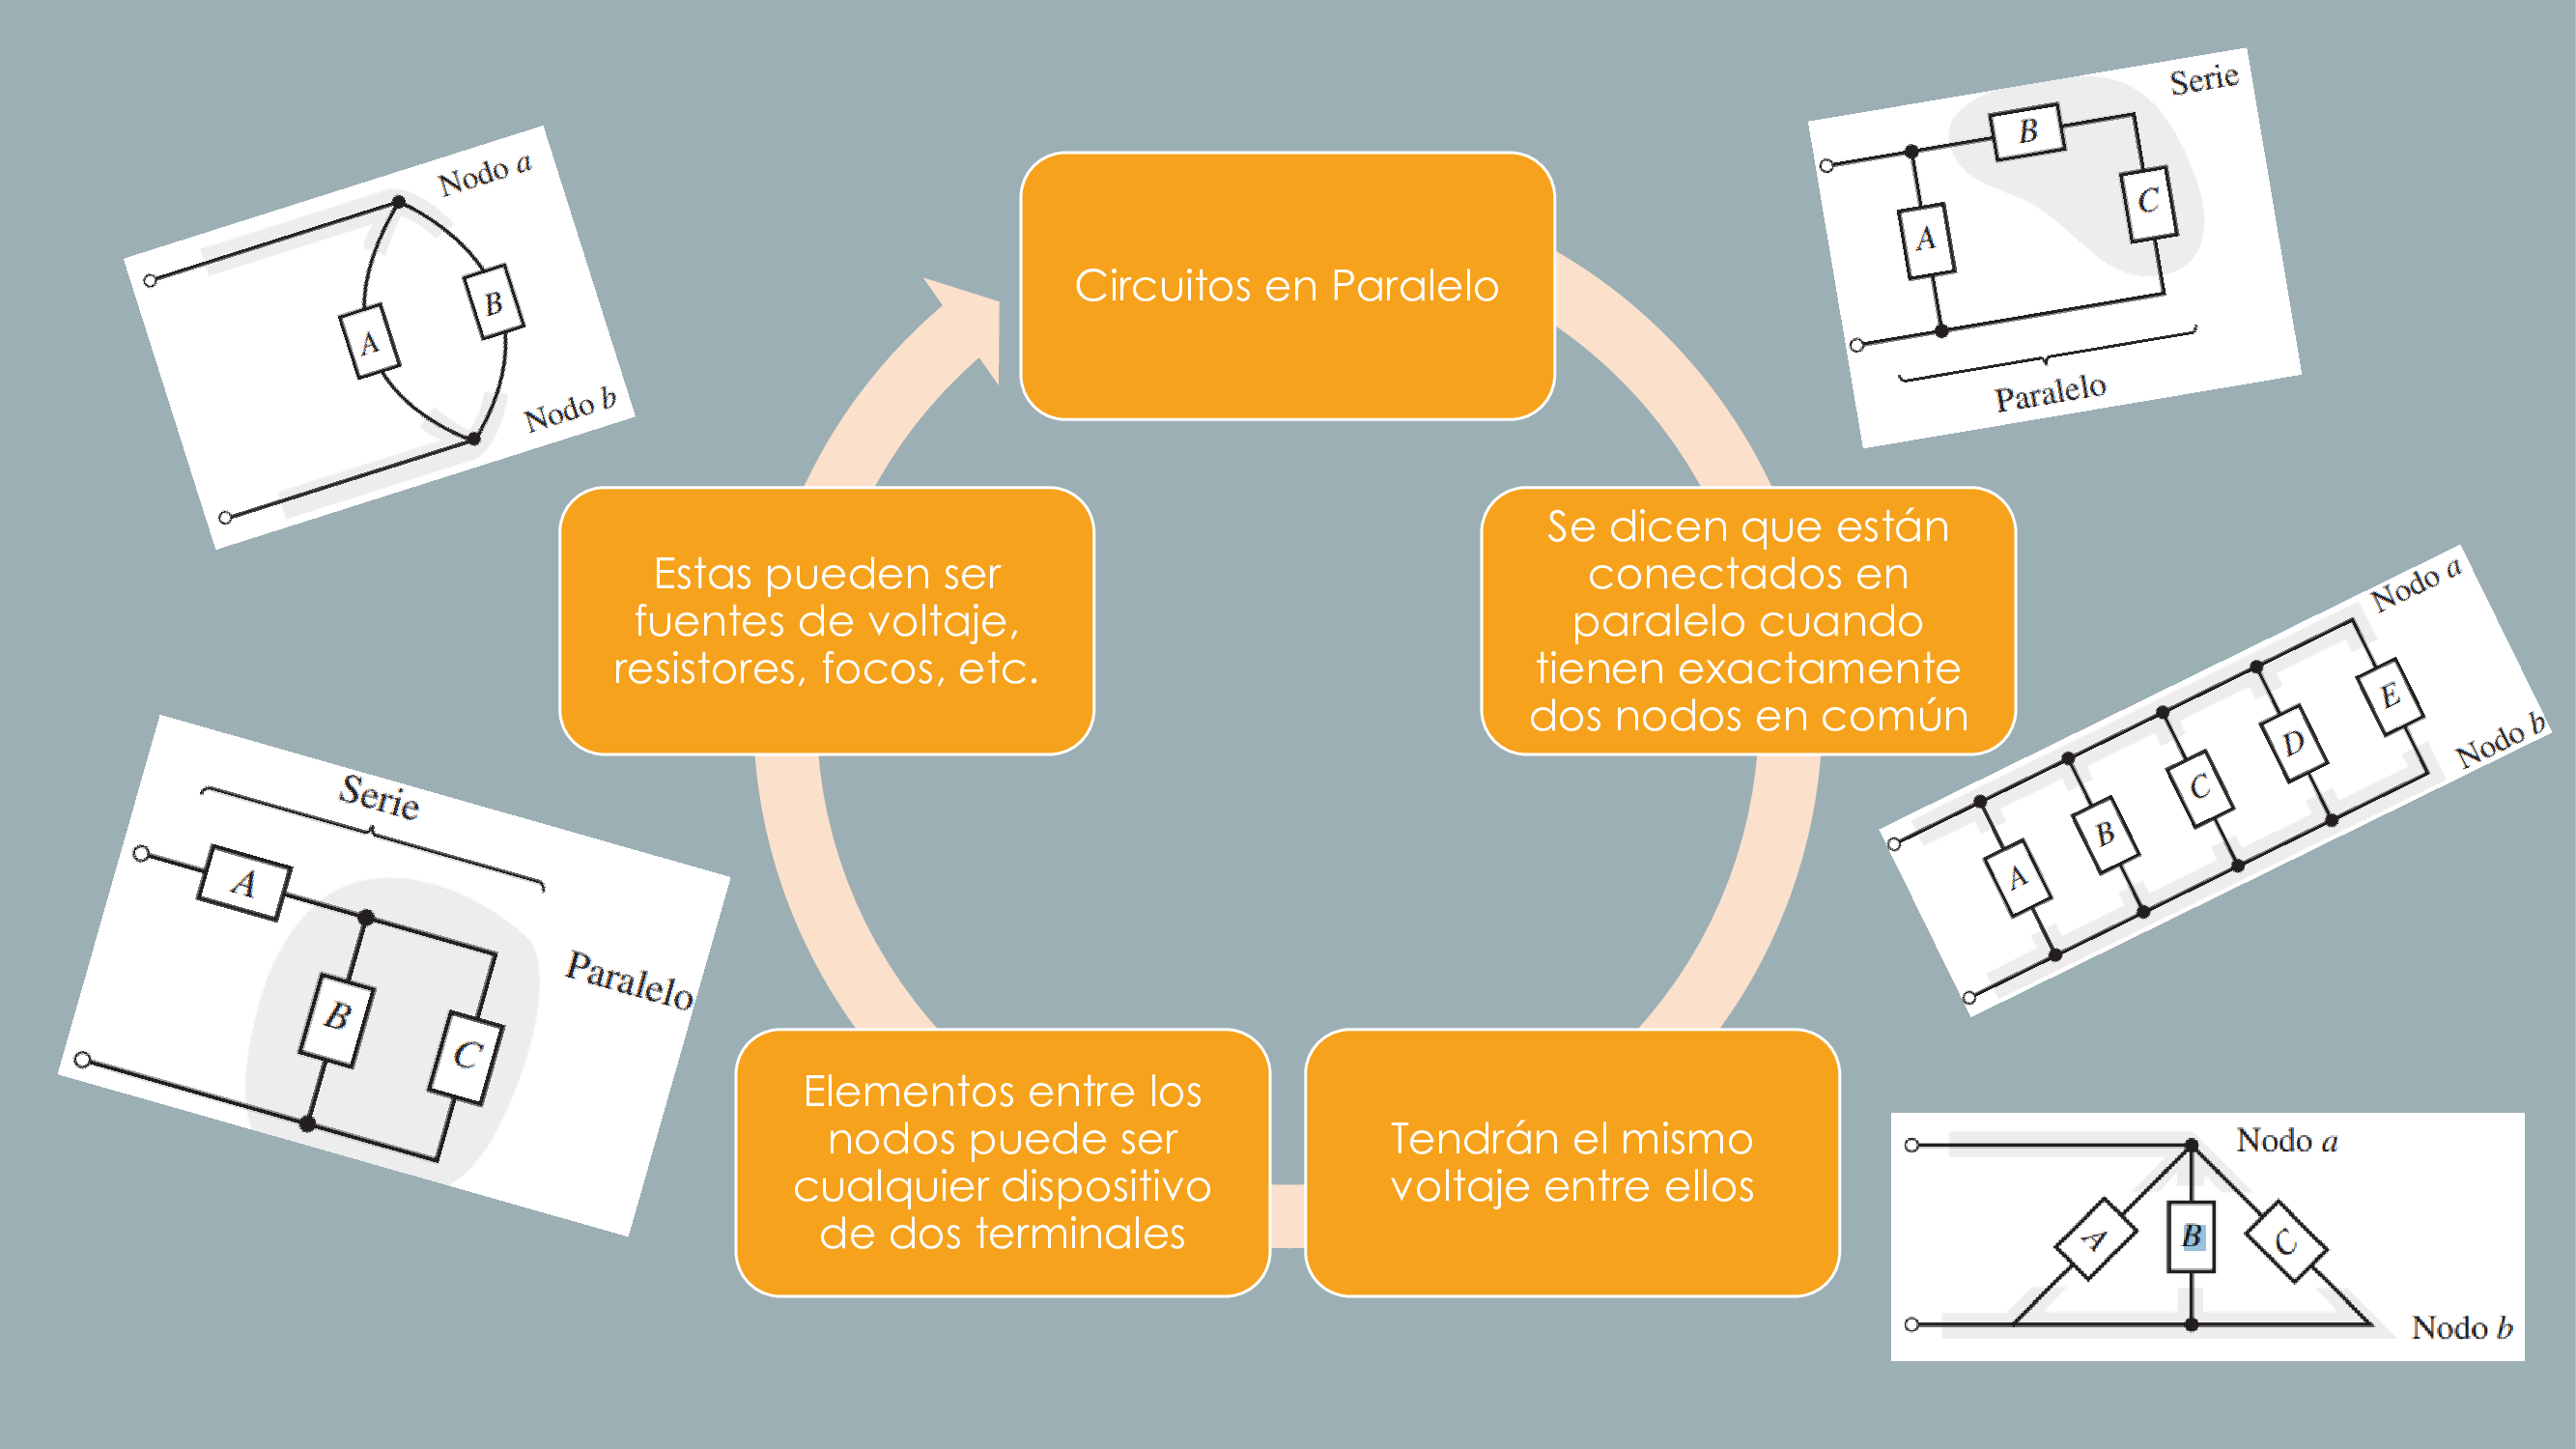 Circuitos en Paralelo
Se dicen que están
conectados en
paralelo cuando
tienen exactamente
dos nodos en común
Tendrán el mismo
voltaje entre ellos
Elementos entre los
nodos puede ser
cualquier dispositivo
de dos terminales
Estas pueden ser
fuentes de voltaje,
resistores, focos, etc.
Nodo a
B
A
Nodo b
Serie
B
C
A
Paralelo
Nodo a
E
D
C
B
A
Nodo b
Nodo a
A
B
C
Nodo b
Serie
A
Paralelo
B
C